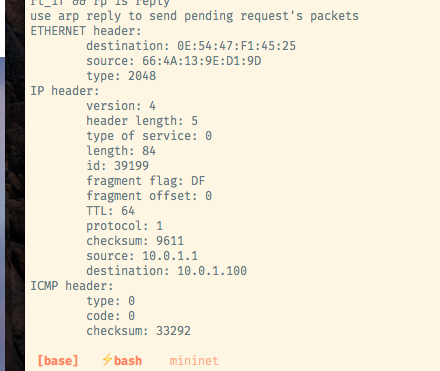 rt_if && rp is reply
use arp reply to send pending request's packets
ETHERNET header:
destination: 0E:54:47:F1:45:25
source: 66:4A:13:9E:D1:9D
type: 2048
IP header:
version: 4
header length: 5
type of service: 0
length: 84
id: 39199
fragment flag: DF
fragment offset: 0
TTL: 64
protocol: 1
checksum: 9611
source: 10.0.1.1
destination: 10.0.1.100
ICMP header:
type: 0
code: 0
checksum: 33292
[base] ⚡bash mininet